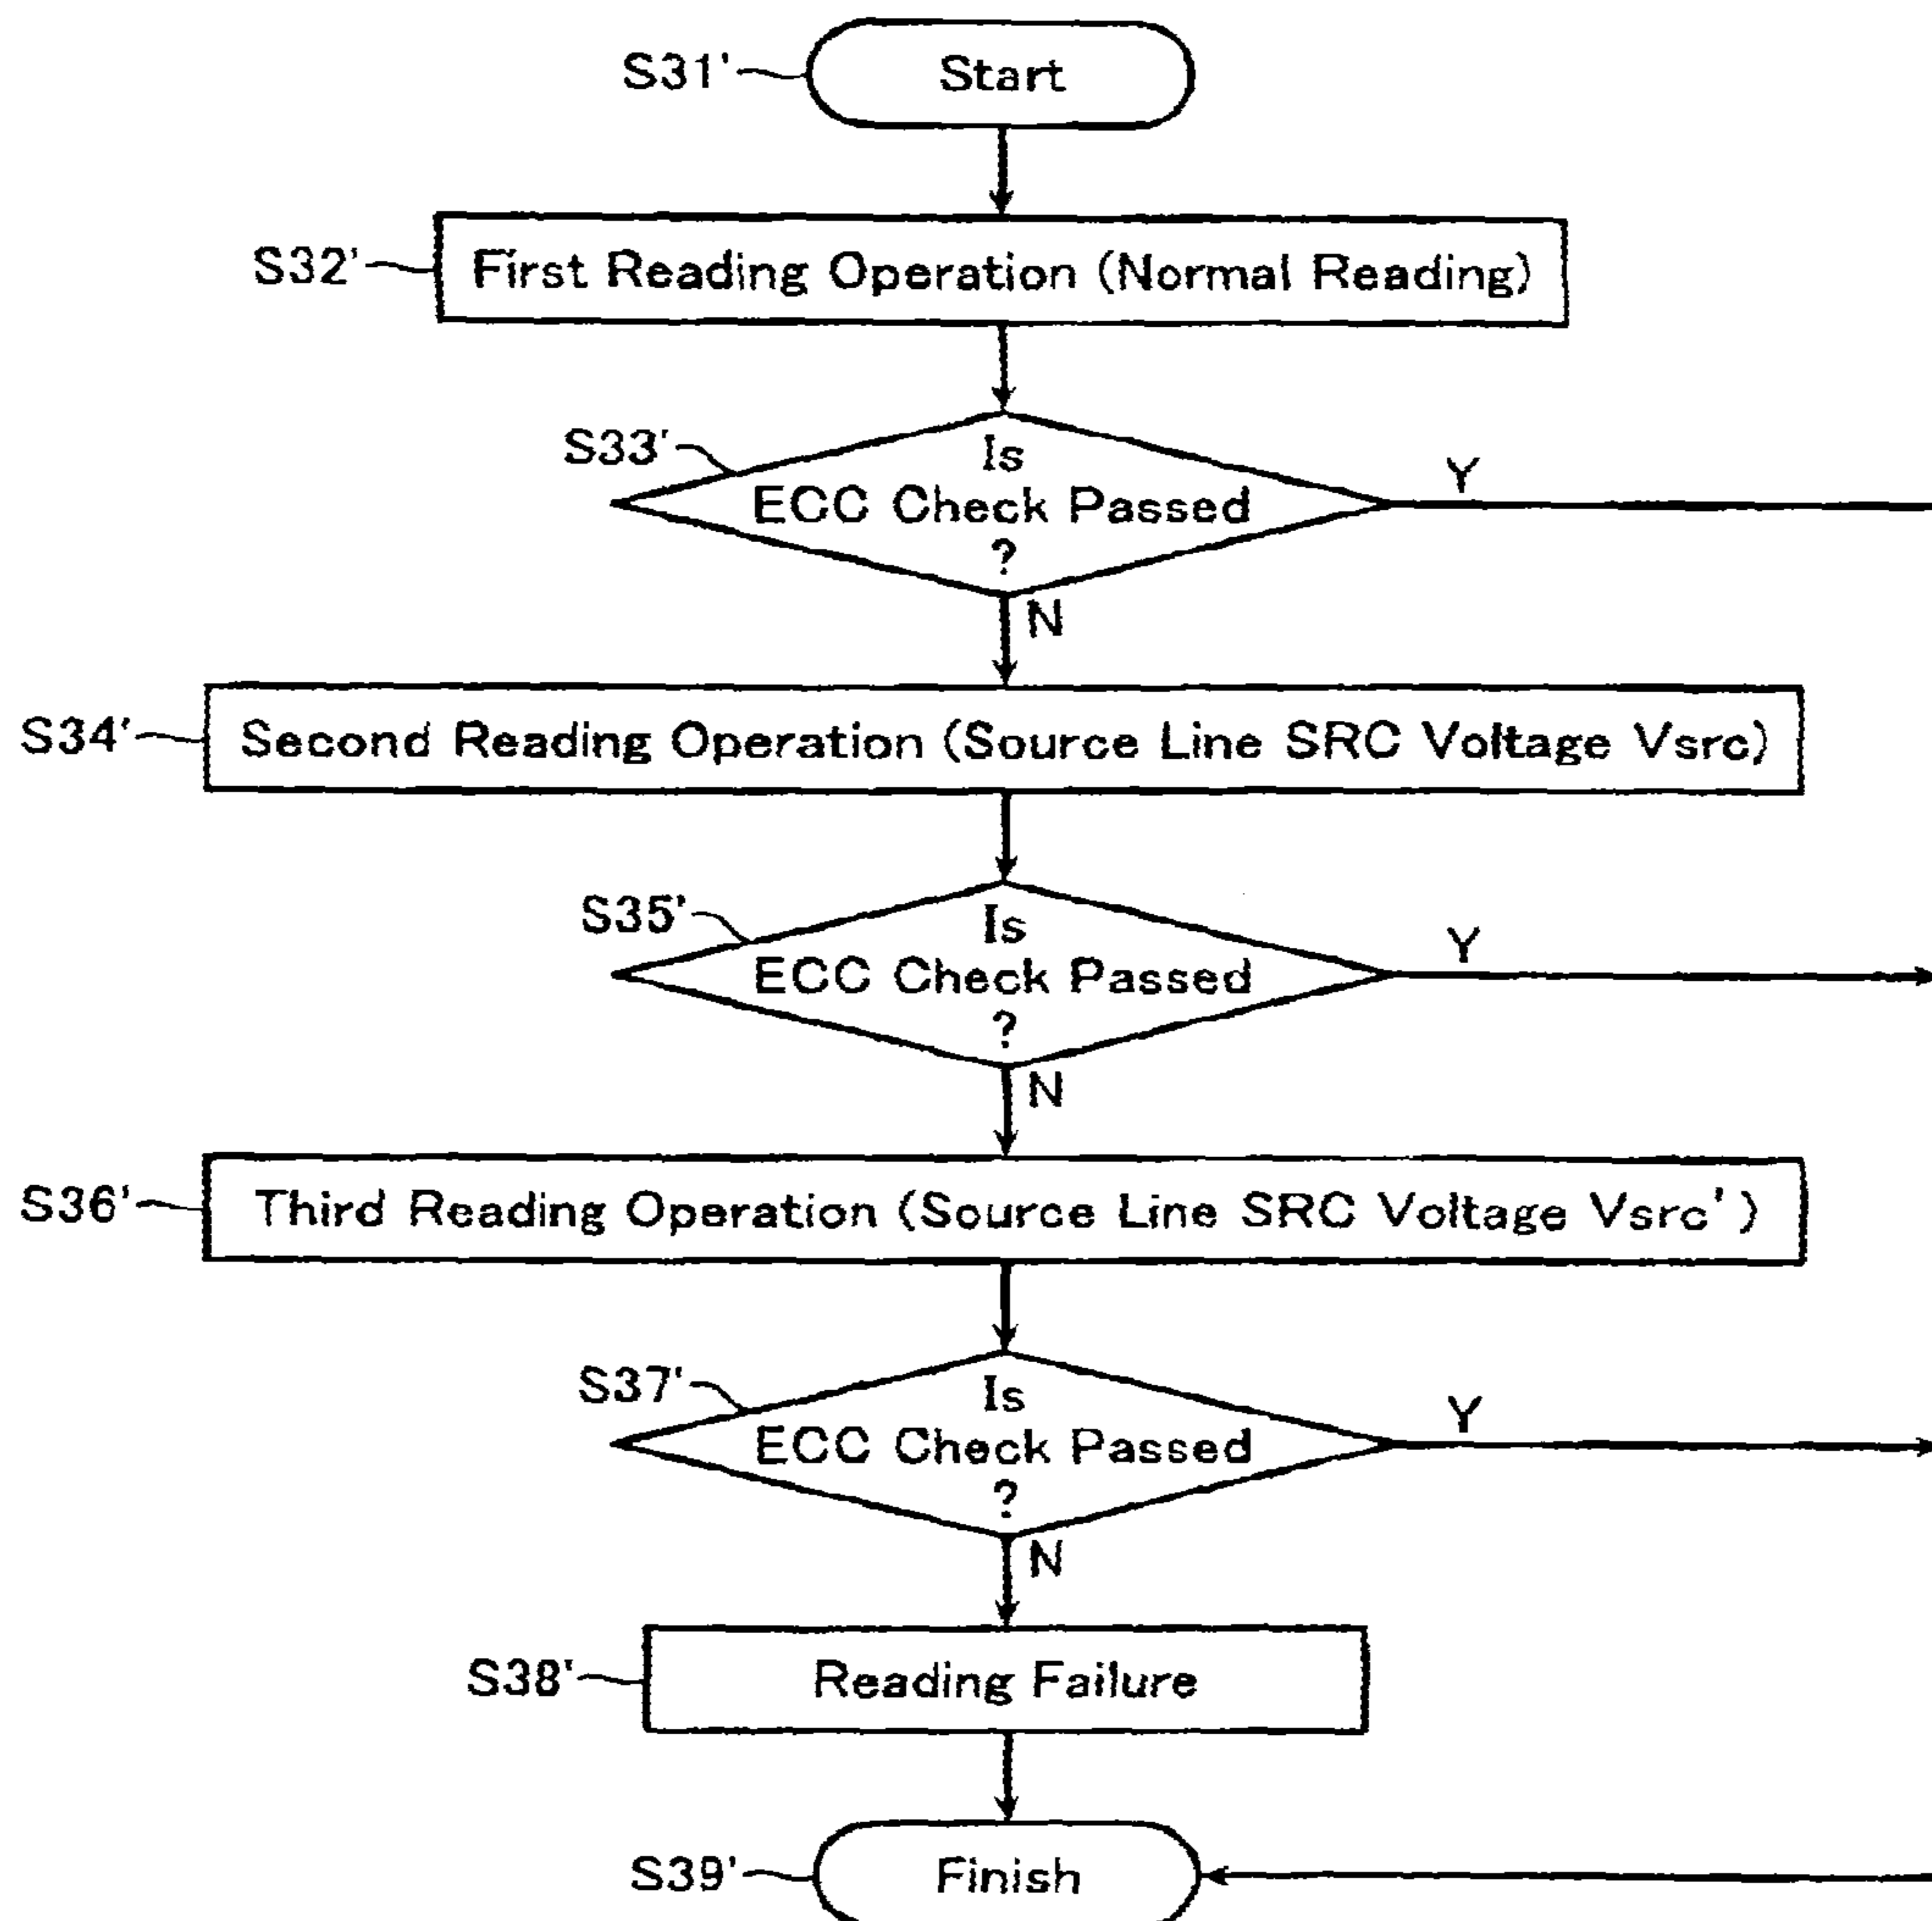 S31'
Start
S32'
First Reading Operation (Normal Reading)
S33'
Is
ECC Check Passed
?
Y
N
S34'
Second Reading Operation (Source Line SRC Voltage Vsrc)
S35'
Is
ECC Check Passed
?
Y
N
S36'
Third Reading Operation (Source Line SRC Voltage Vsrc')
S37'
Is
ECC Check Passed
?
Y
N
S38'
Reading Failure
S39'
Finish